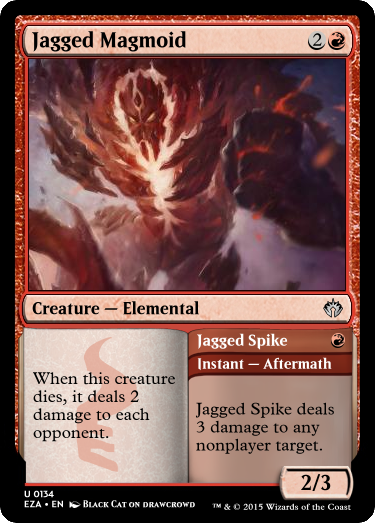 Jagged Magmoid 2
Creature — Elemental
When this creature
dies, it deals 2
damage to each
opponent.
Jagged Spike
Instant — Aftermath
Jagged Spike deals
3 damage to any
nonplayer target.
2/3
U 0134
EZA • EN Black Cat on drawcrowd
™ & © 2015 Wizards of the Coast